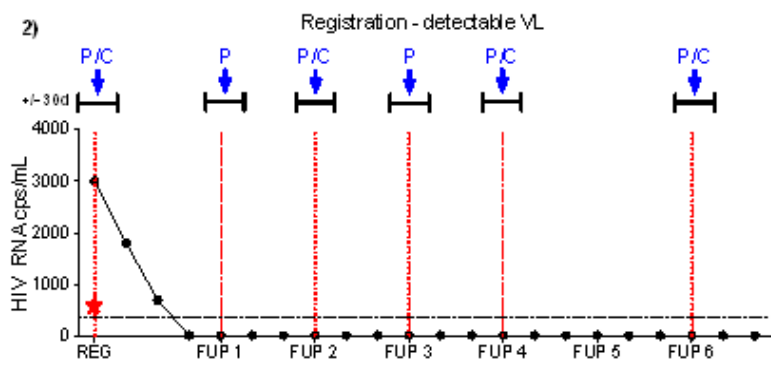 2)
Registration - detectable VL
P/C P P/C P P/C P/C
+/- 30d
4000
3000
2000
1000
0
HIV RNA cps/mL
REG FUP 1 FUP 2 FUP 3 FUP 4 FUP 5 FUP 6